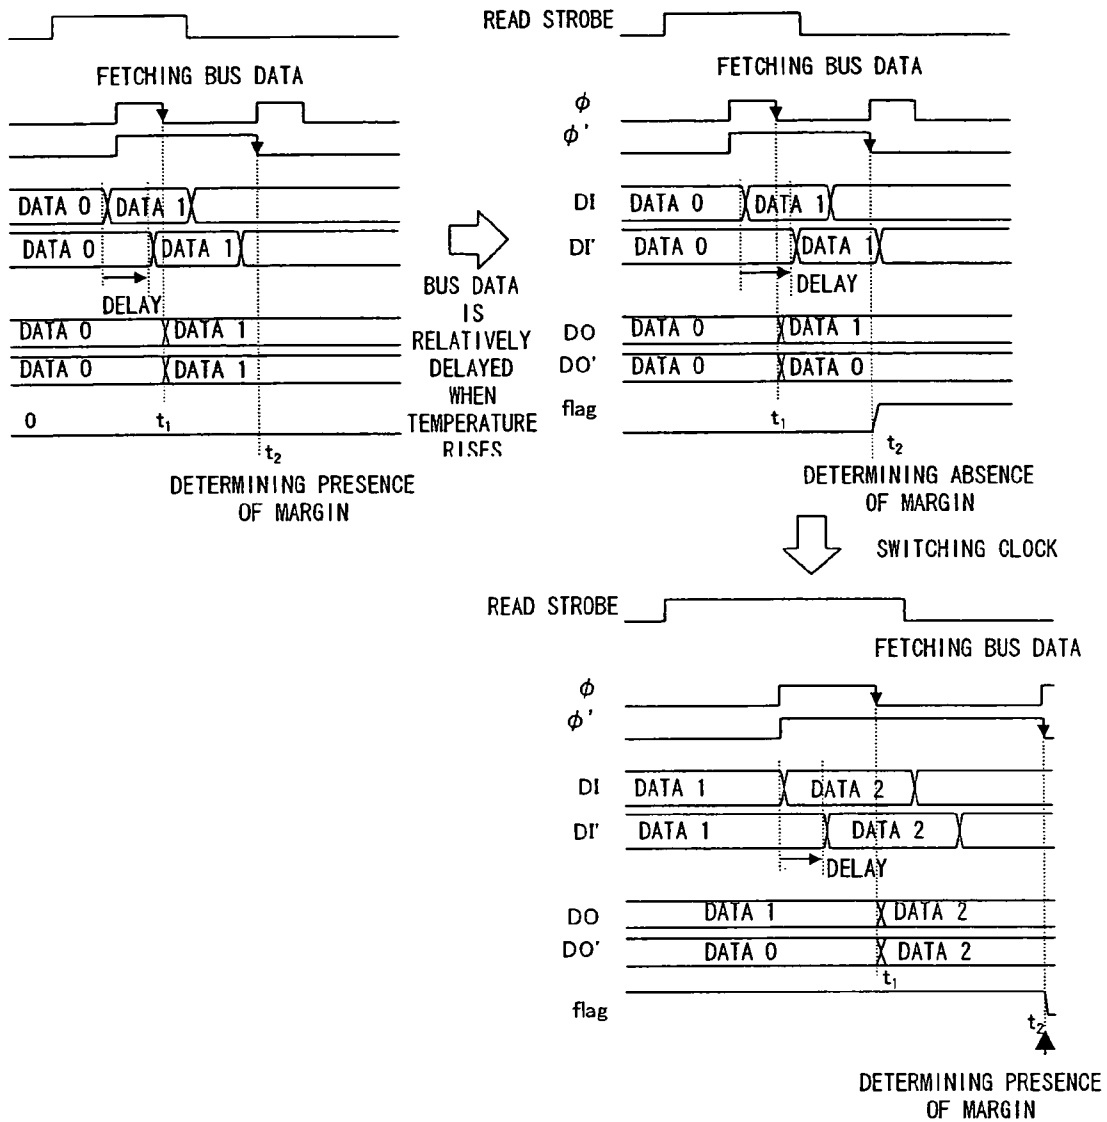 FETCHING BUS DATA
DATA 0 DATA 1
DATA 0 DATA 1
DELAY
DATA 0 DATA 1
DATA 0 DATA 1
0
t1
t2
DETERMINING PRESENCE
OF MARGIN
BUS DATA
IS
RELATIVELY
DELAYED
WHEN
TEMPERATURE
RISES
READ STROBE
FETCHING BUS DATA
ϕ
ϕ'
DI DATA 0 DATA 1
DI' DATA 0 DATA 1
DELAY
DO DATA 0 DATA 1
DO' DATA 0 DATA 0
flag
t1
t2
DETERMINING ABSENCE
OF MARGIN
SWITCHING CLOCK
READ STROBE
FETCHING BUS DATA
ϕ
ϕ'
DI DATA 1 DATA 2
DI' DATA 1 DATA 2
DELAY
DO DATA 1 DATA 2
DO' DATA 0 DATA 2
t1
flag
t2
DETERMINING PRESENCE
OF MARGIN